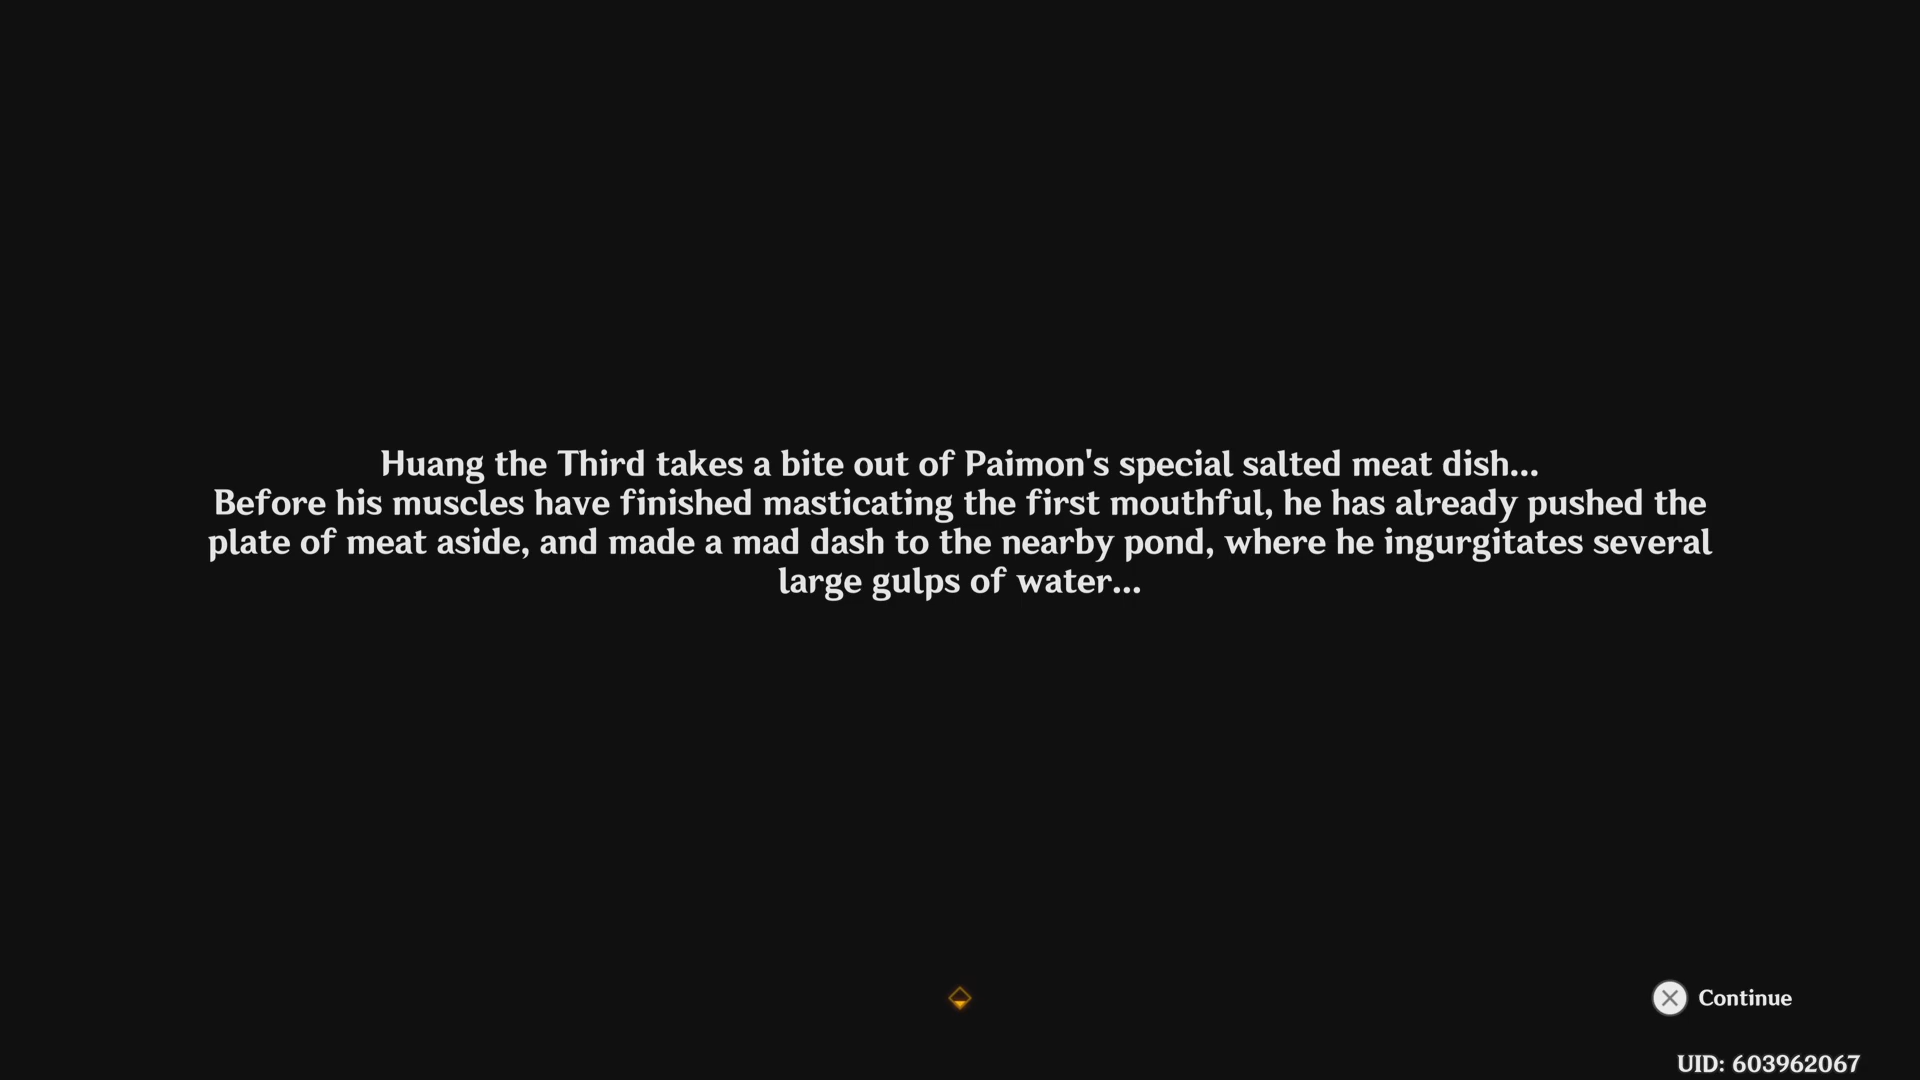 Huang the Third takes a bite out of Paimon's special salted meat dish...
Before his muscles have finished masticating the first mouthful, he has already pushed the
plate of meat aside, and made a mad dash to the nearby pond, where he ingurgitates several
large gulps of water...
Continue
UID: 603962067